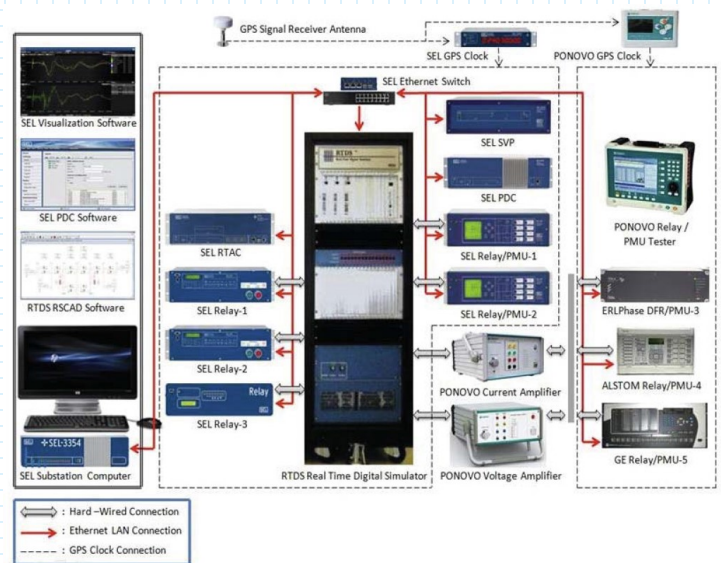 GPS Signal Receiver Antenna
SEL GPS Clock
PONOVO GPS Clock
SEL Ethernet Switch
SEL Visualization Software
SEL PDC Software
RTDS RSCAD Software
SEL-3354
SEL Substation Computer
SEL RTAC
SEL Relay-1
SEL Relay-2
Relay
SEL Relay-3
RTDS
RTDS Real Time Digital Simulator
SEL SVP
SEL PDC
SEL Relay/PMU-1
SEL Relay/PMU-2
PONOVO Current Amplifier
PONOVO Voltage Amplifier
PONOVO Relay /
PMU Tester
ERLPhase DFR/PMU-3
ALSTOM Relay/PMU-4
GE Relay/PMU-5
: Hard –Wired Connection
: Ethernet LAN Connection
: GPS Clock Connection